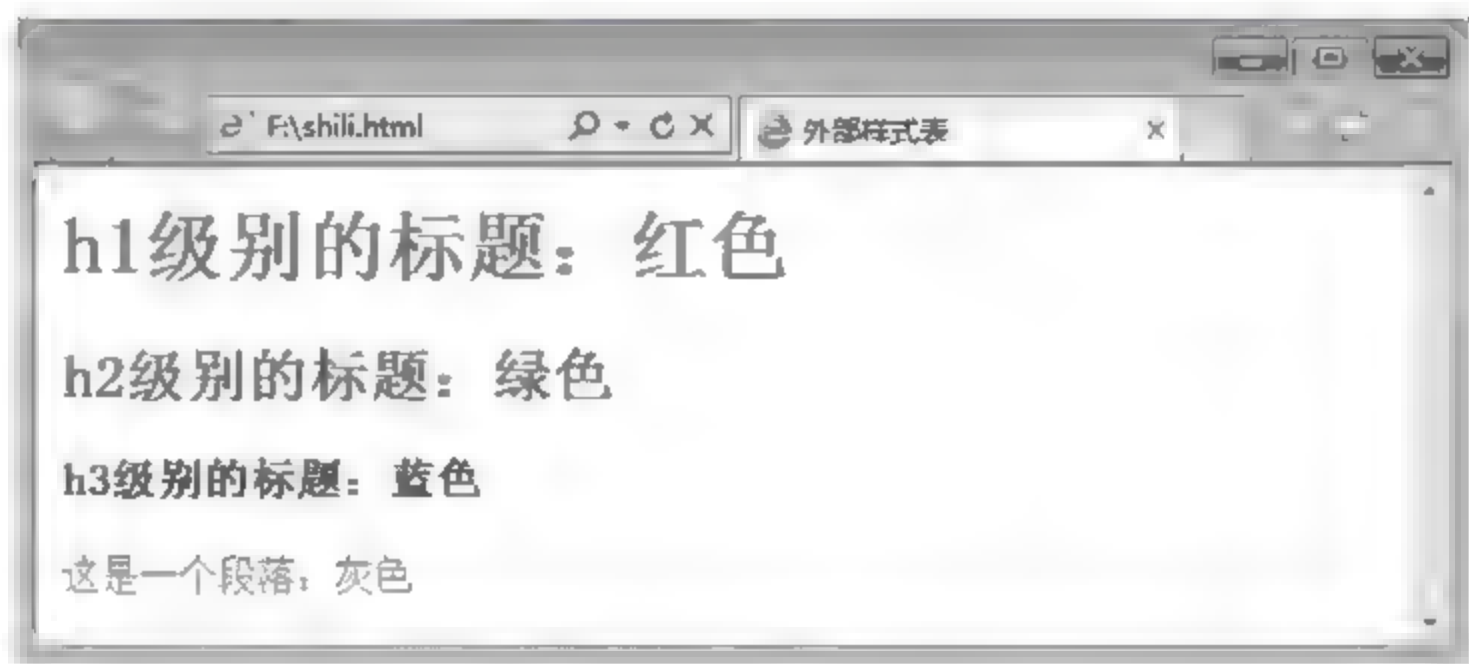 F:\shili.html
外部样式表
h1级别的标题：红色
h2级别的标题：绿色
h3级别的标题：蓝色
这是一个段落：灰色